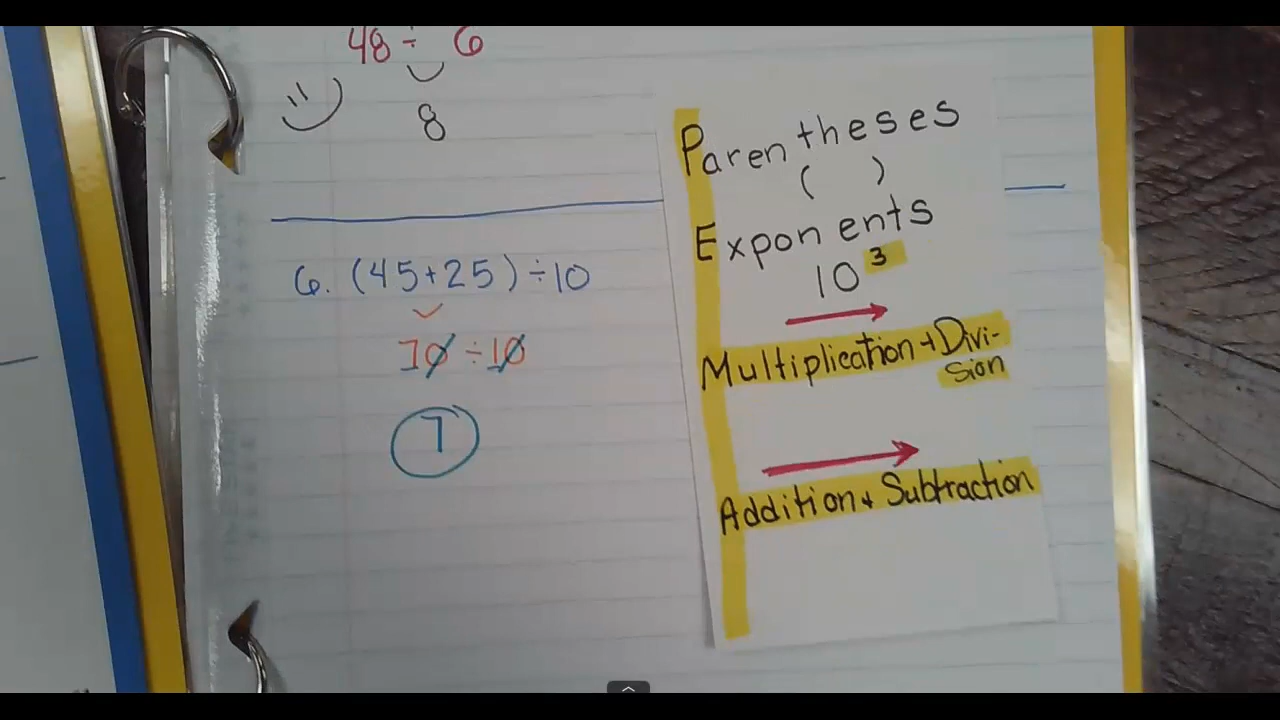 48 ÷ 6
8
6. (45+25) ÷ 10
70 ÷ 10
7
Parentheses
( )
Exponents
10³
Multiplication + Divi-
sion
Addition + Subtraction